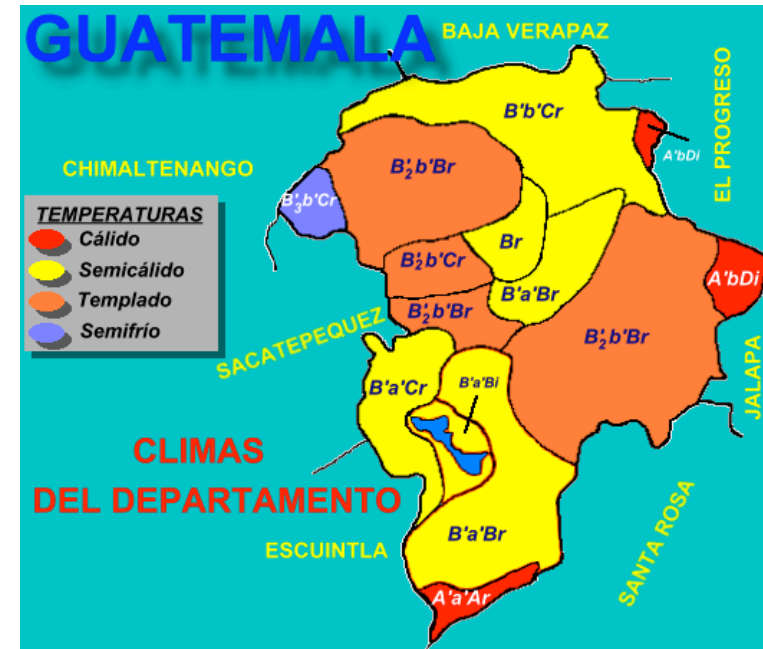 GUATEMALA
BAJA VERAPAZ
EL PROGRESO
B'b'Cr
A'bDi
CHIMALTENANGO
B'2b'Br
B'3b'Cr
TEMPERATURAS
Cálido
Semicálido
Templado
Semifrío
Br
B'2b'Cr
B'a'Br
A'bDi
B'2b'Br
B'2b'Br
SACATEPEQUEZ
JALAPA
B'a'Cr
B'a'Bi
CLIMAS
DEL DEPARTAMENTO
B'a'Br
SANTA ROSA
ESCUINTLA
A'a'Ar